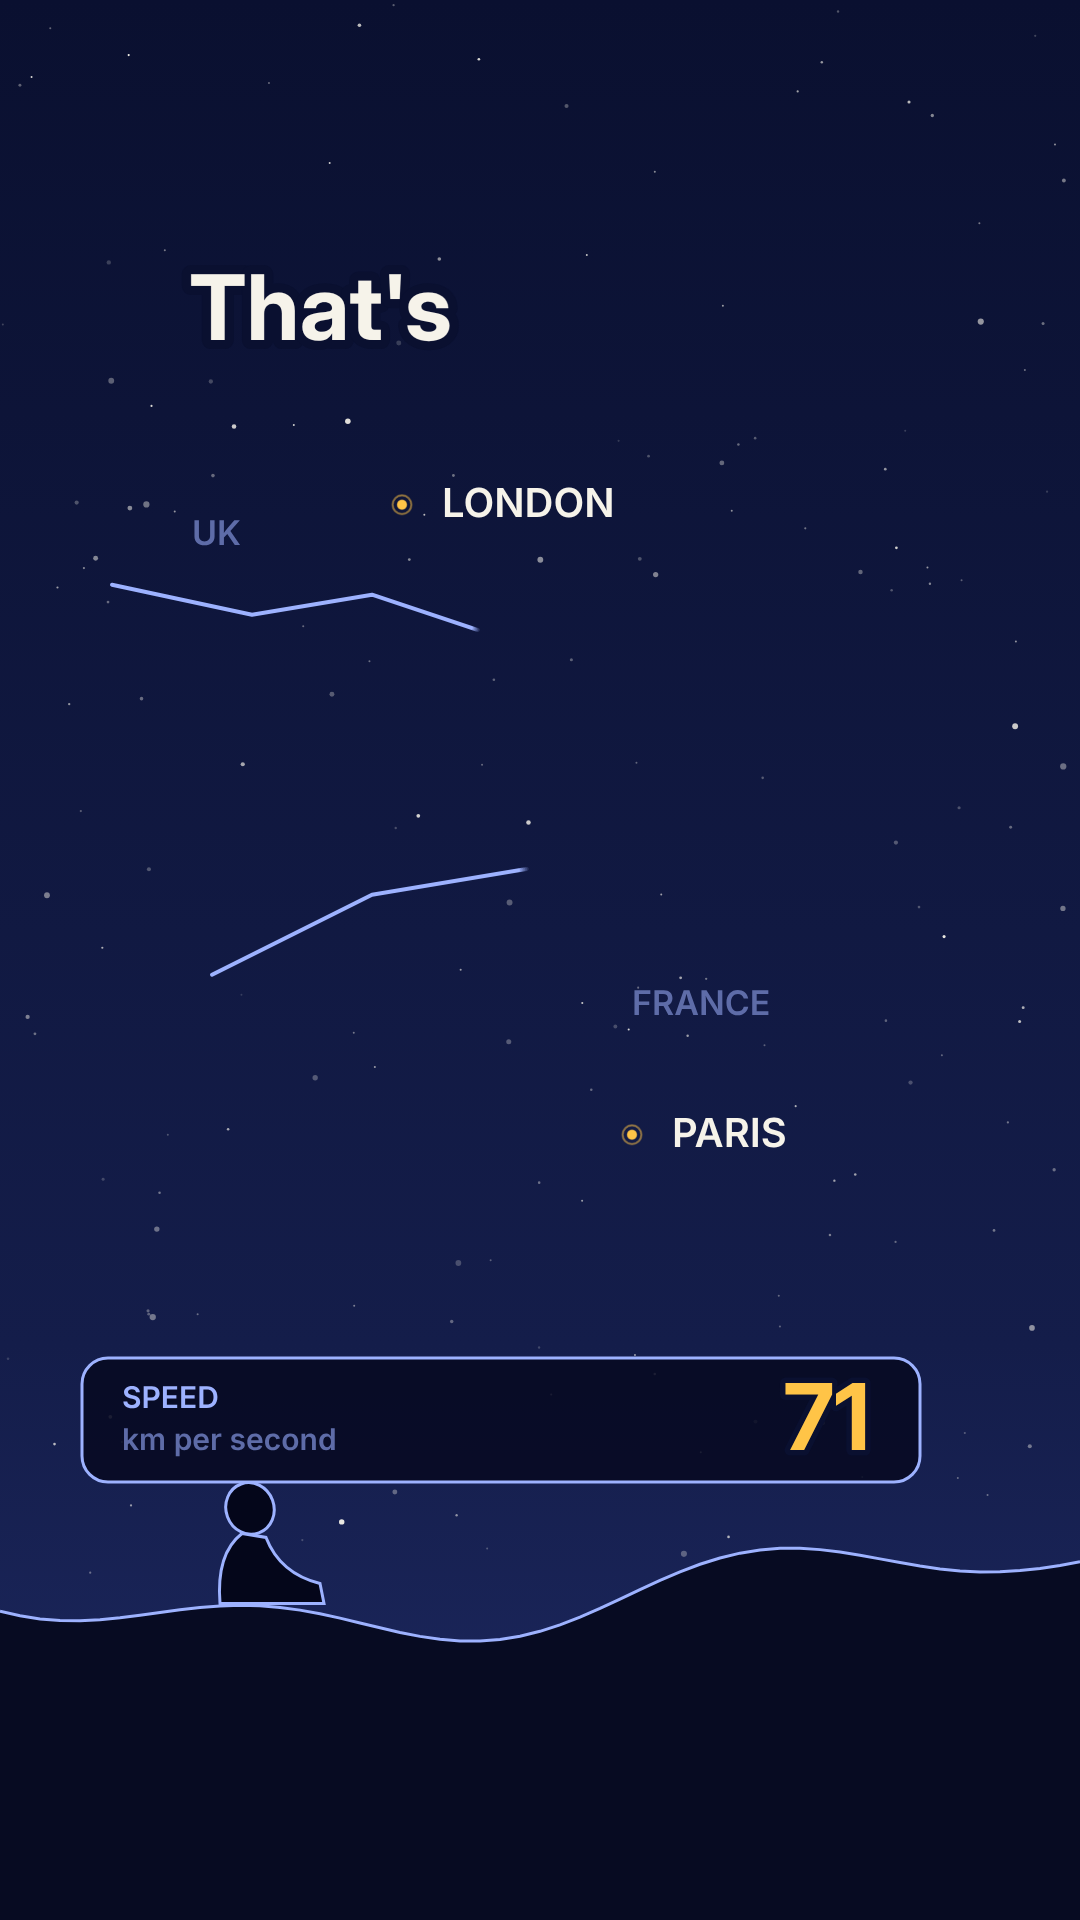 That's
LONDON
UK
FRANCE
PARIS
SPEED
km per second
71